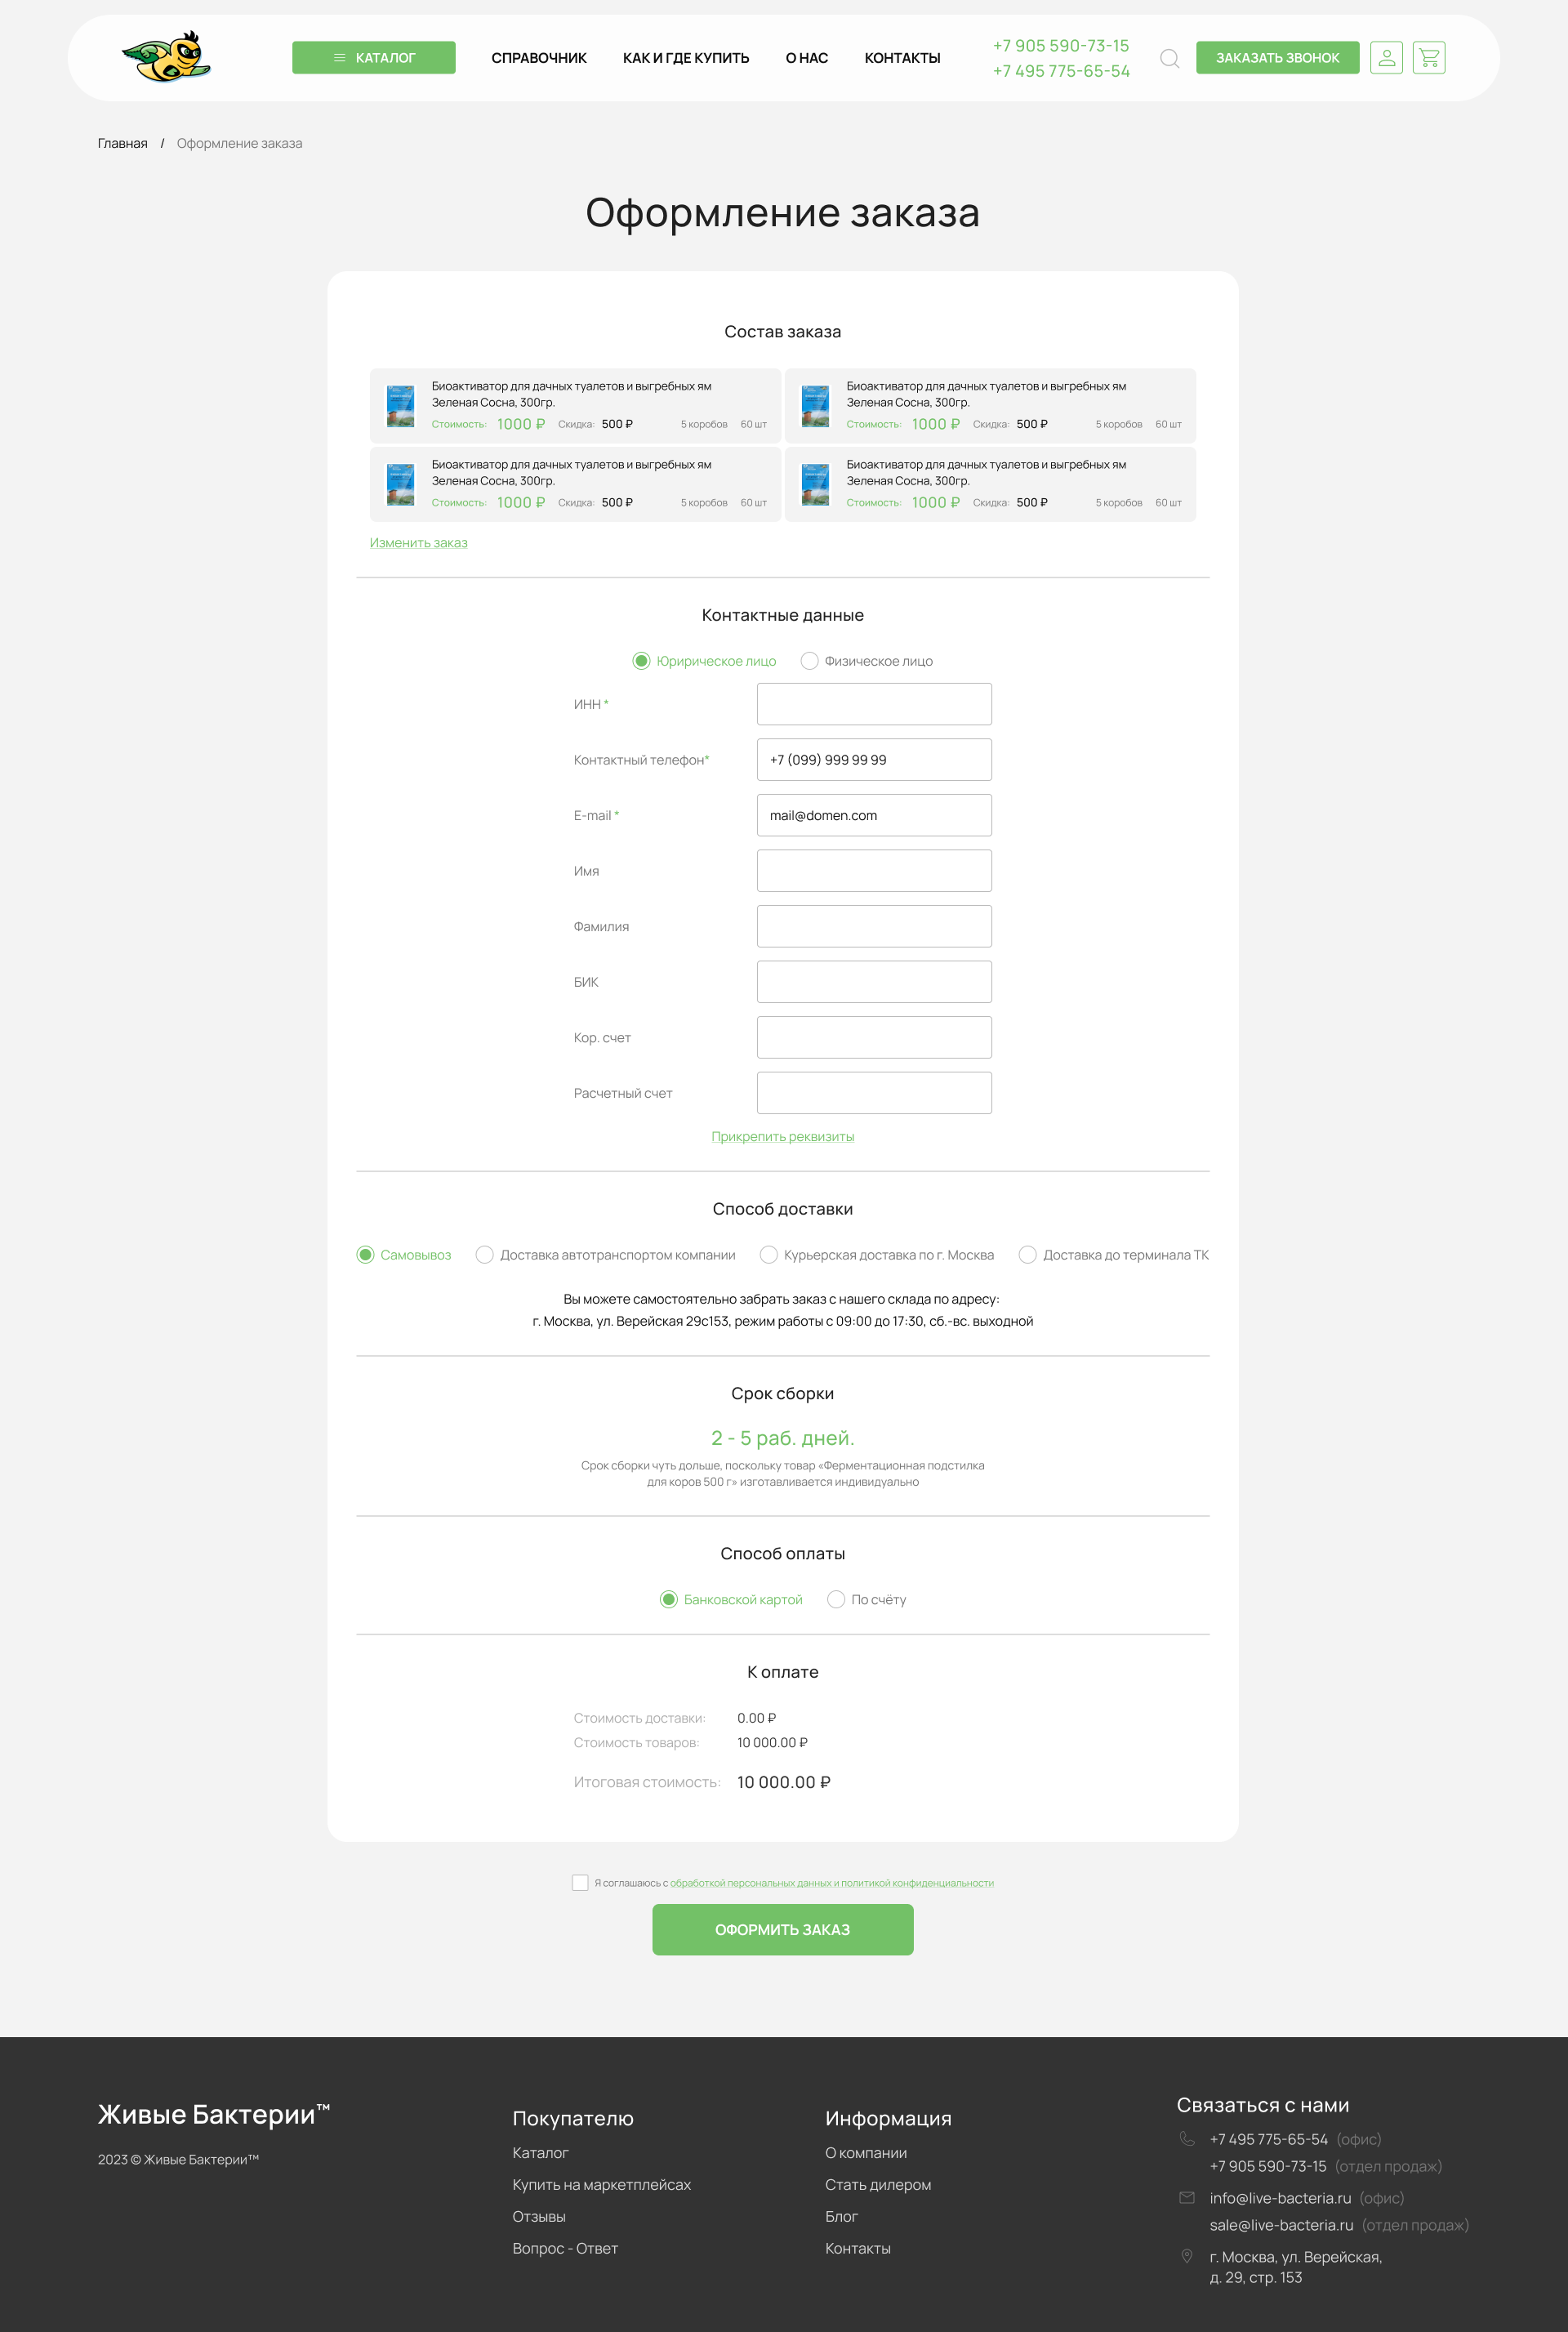 КАТАЛОГ
СПРАВОЧНИК
КАК И ГДЕ КУПИТЬ
О НАС
КОНТАКТЫ
+7 905 590-73-15
+7 495 775-65-54
ЗАКАЗАТЬ ЗВОНОК
Главная / Оформление заказа
Оформление заказа
Состав заказа
Биоактиватор для дачных туалетов и выгребных ям
Зеленая Сосна, 300гр.
Стоимость: 1000 ₽ Скидка: 500 ₽ 5 коробов 60 шт
Биоактиватор для дачных туалетов и выгребных ям
Зеленая Сосна, 300гр.
Стоимость: 1000 ₽ Скидка: 500 ₽ 5 коробов 60 шт
Биоактиватор для дачных туалетов и выгребных ям
Зеленая Сосна, 300гр.
Стоимость: 1000 ₽ Скидка: 500 ₽ 5 коробов 60 шт
Биоактиватор для дачных туалетов и выгребных ям
Зеленая Сосна, 300гр.
Стоимость: 1000 ₽ Скидка: 500 ₽ 5 коробов 60 шт
Изменить заказ
Контактные данные
Юририческое лицо Физическое лицо
ИНН *
Контактный телефон* +7 (099) 999 99 99
E-mail * mail@domen.com
Имя
Фамилия
БИК
Кор. счет
Расчетный счет
Прикрепить реквизиты
Способ доставки
Самовывоз Доставка автотранспортом компании Курьерская доставка по г. Москва Доставка до терминала ТК
Вы можете самостоятельно забрать заказ с нашего склада по адресу:
г. Москва, ул. Верейская 29с153, режим работы с 09:00 до 17:30, сб.-вс. выходной
Срок сборки
2 - 5 раб. дней.
Срок сборки чуть дольше, поскольку товар «Ферментационная подстилка
для коров 500 г» изготавливается индивидуально
Способ оплаты
Банковской картой По счёту
К оплате
Стоимость доставки: 0.00 ₽
Стоимость товаров: 10 000.00 ₽
Итоговая стоимость: 10 000.00 ₽
Я соглашаюсь с обработкой персональных данных и политикой конфиденциальности
ОФОРМИТЬ ЗАКАЗ
Живые Бактерии™
2023 © Живые Бактерии™
Покупателю
Каталог
Купить на маркетплейсах
Отзывы
Вопрос - Ответ
Информация
О компании
Стать дилером
Блог
Контакты
Связаться с нами
+7 495 775-65-54 (офис)
+7 905 590-73-15 (отдел продаж)
info@live-bacteria.ru (офис)
sale@live-bacteria.ru (отдел продаж)
г. Москва, ул. Верейская,
д. 29, стр. 153